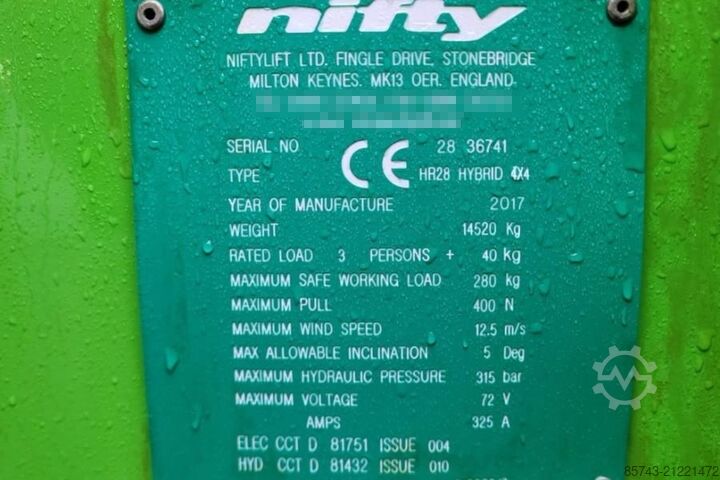 nifty
NIFTYLIFT LTD. FINGLE DRIVE, STONEBRIDGE
MILTON KEYNES. MK13 OER. ENGLAND
SERIAL NO 28 36741
TYPE CE HR28 HYBRID 4X4
YEAR OF MANUFACTURE 2017
WEIGHT 14520 Kg
RATED LOAD 3 PERSONS + 40 kg
MAXIMUM SAFE WORKING LOAD 280 kg
MAXIMUM PULL 400 N
MAXIMUM WIND SPEED 12.5 m/s
MAX ALLOWABLE INCLINATION 5 Deg
MAXIMUM HYDRAULIC PRESSURE 315 bar
MAXIMUM VOLTAGE 72 V
AMPS 325 A
ELEC CCT D 81751 ISSUE 004
HYD CCT D 81432 ISSUE 010
85743-21221472